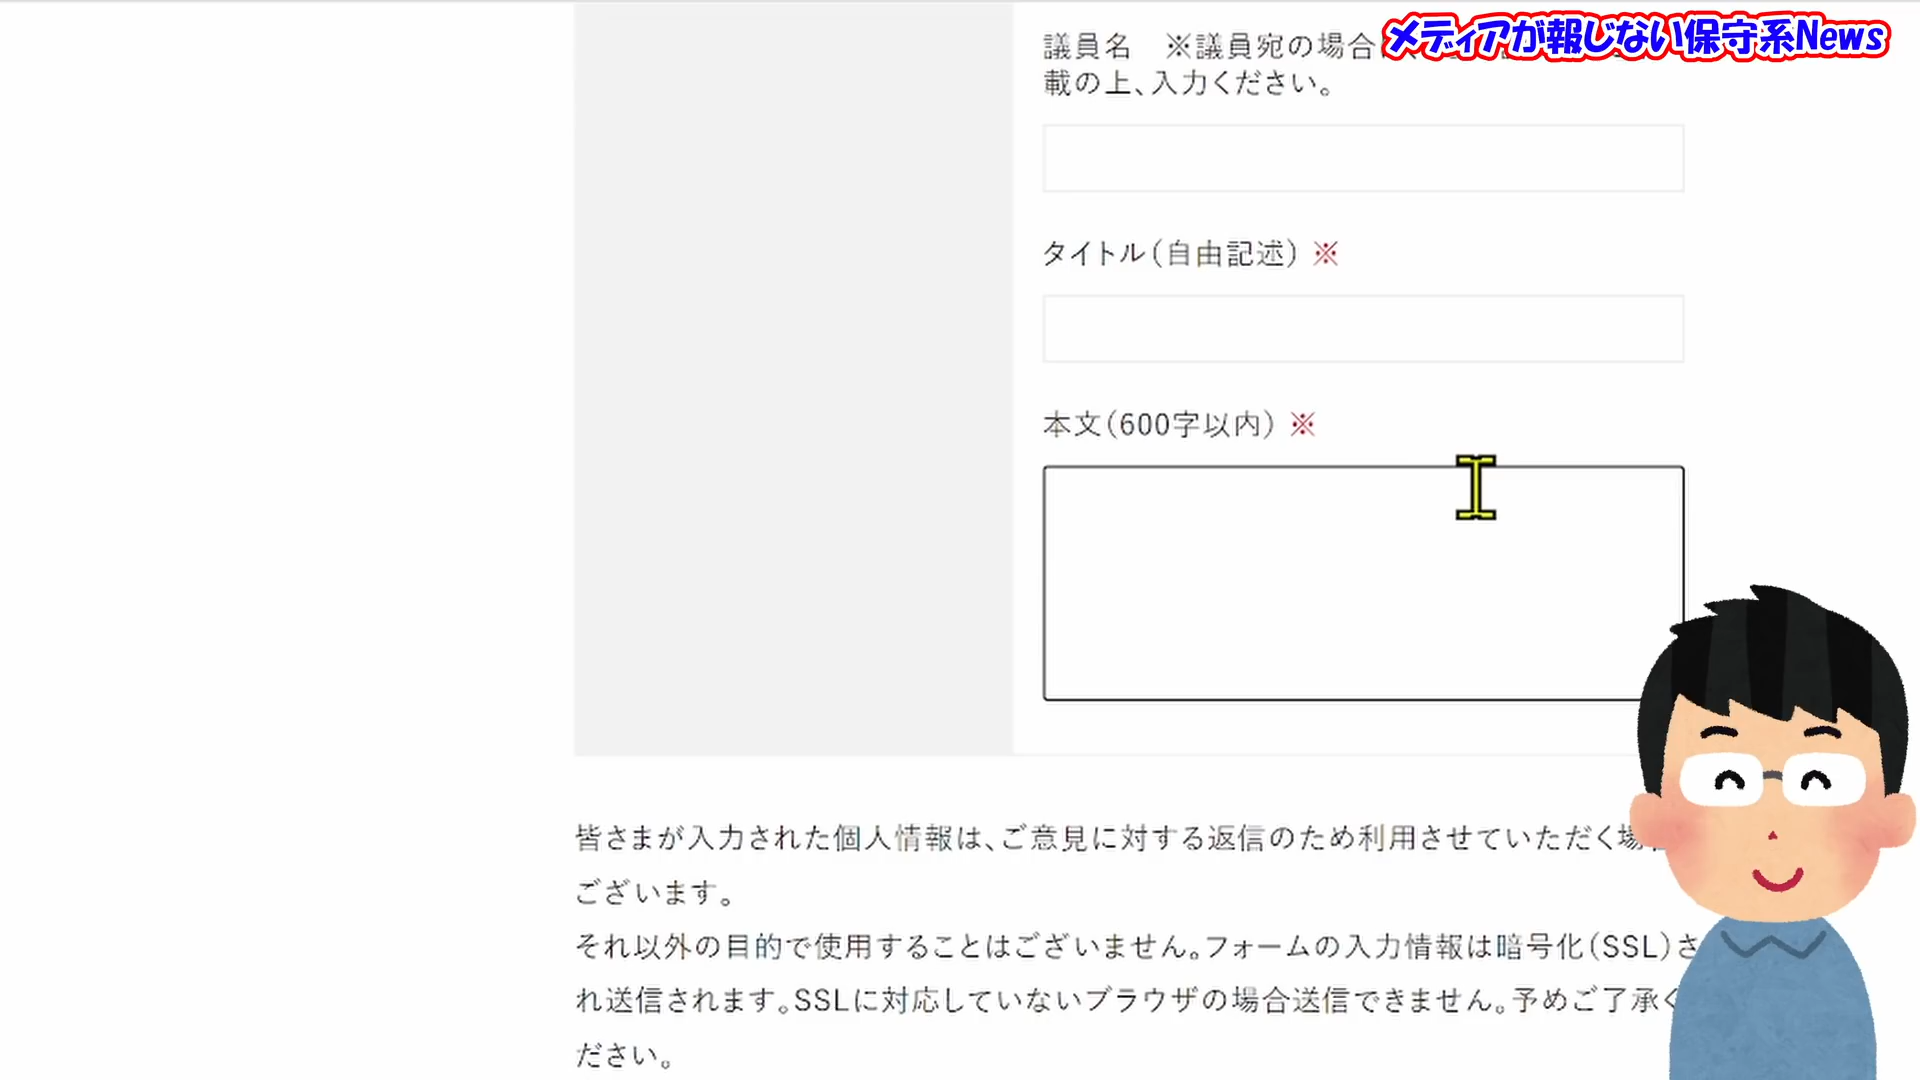 議員名　※議員宛の場合
メディアが報じない保守系News
載の上、入力ください。
タイトル（自由記述）※
本文（600字以内）※
皆さまが入力された個人情報は、ご意見に対する返信のため利用させていただく場
ございます。
それ以外の目的で使用することはございません。フォームの入力情報は暗号化（SSL）さ
れ送信されます。SSLに対応していないブラウザの場合送信できません。予めご了承く
ださい。